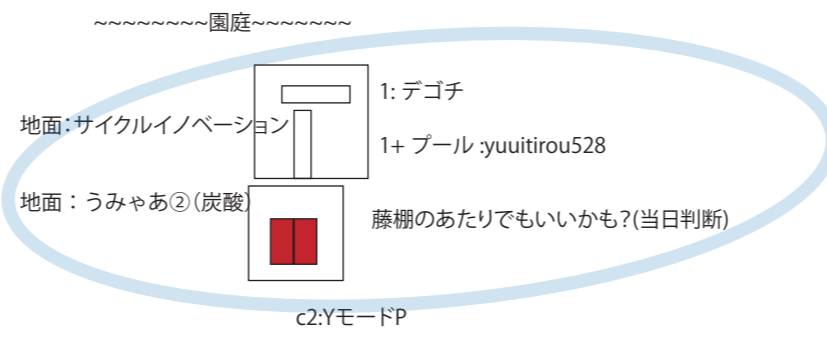 ~~~~~~~~園庭~~~~~~~
1: デゴチ
地面：サイクルイノベーション
1+ プール :yuuitirou528
地面：うみゃあ②（炭酸）
藤棚のあたりでもいいかも?(当日判断)
c2:YモードP